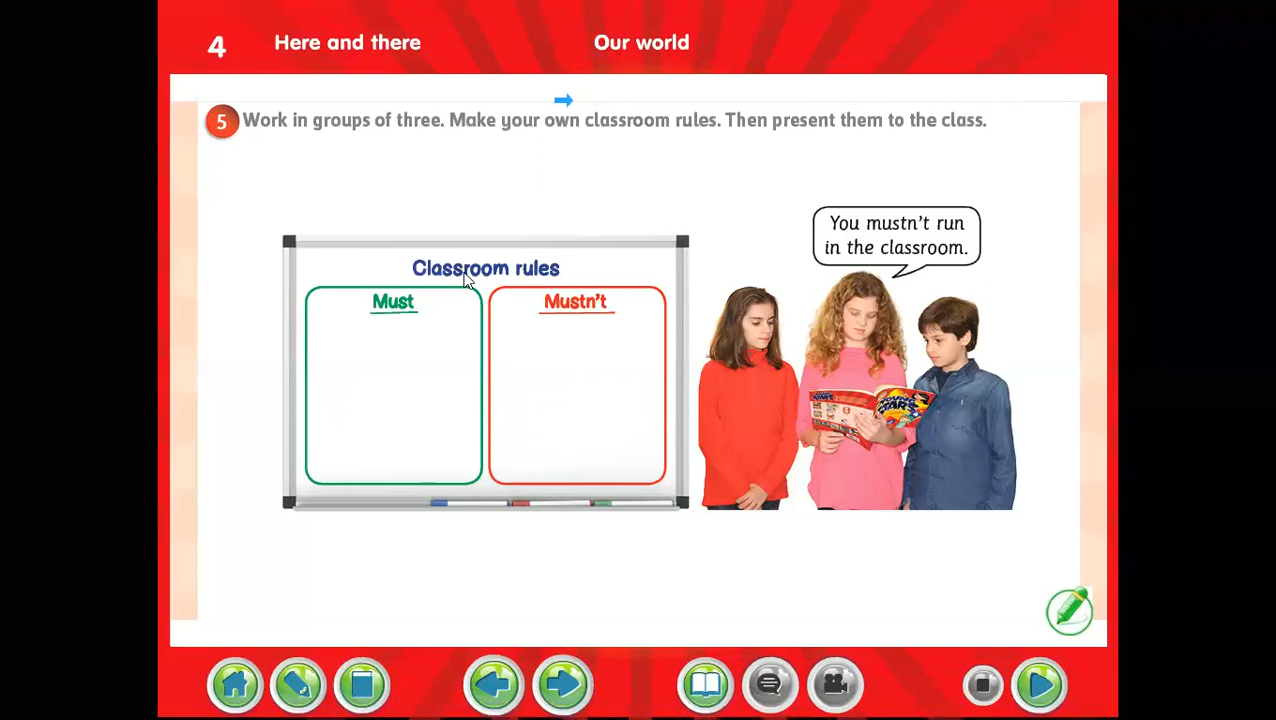 4 Here and there Our world
5 Work in groups of three. Make your own classroom rules. Then present them to the class.
You mustn't run
in the classroom.
Classroom rules
Must Mustn't